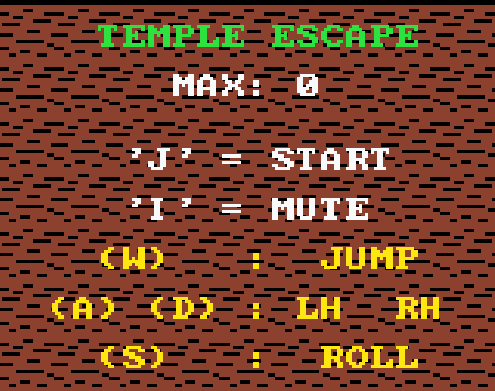 TEMPLE ESCAPE
MAX: 0
'J' = START
'I' = MUTE
(W) : JUMP
(A) (D) : LH RH
(S) : ROLL